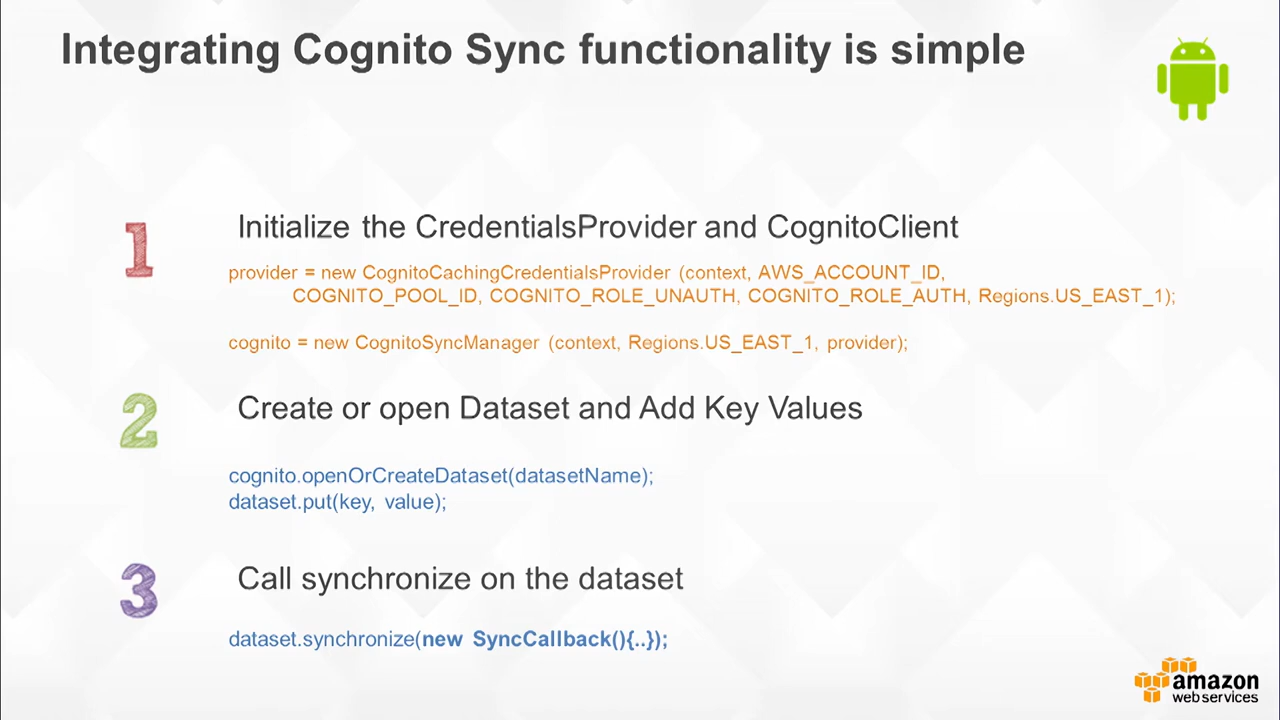 Integrating Cognito Sync functionality is simple
1
Initialize the CredentialsProvider and CognitoClient
provider = new CognitoCachingCredentialsProvider (context, AWS_ACCOUNT_ID,
COGNITO_POOL_ID, COGNITO_ROLE_UNAUTH, COGNITO_ROLE_AUTH, Regions.US_EAST_1);
cognito = new CognitoSyncManager (context, Regions.US_EAST_1, provider);
2
Create or open Dataset and Add Key Values
cognito.openOrCreateDataset(datasetName);
dataset.put(key, value);
3
Call synchronize on the dataset
dataset.synchronize(new SyncCallback(){..});
amazon
webservices